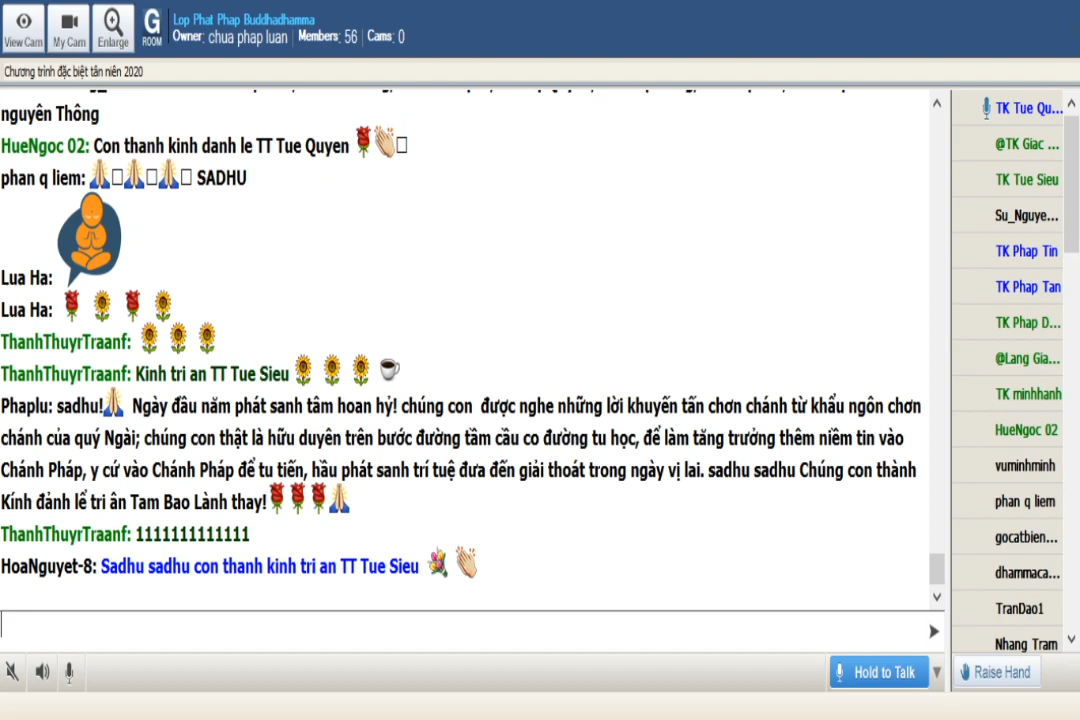 View Cam
My Cam
Enlarge
G
ROOM
Lop Phat Phap Buddhadhamma
Owner: chua phap luan | Members: 56 | Cams: 0
Chương trình đặc biệt tân niên 2020
nguyên Thông
HueNgoc 02: Con thanh kinh danh le TT Tue Quyen
phan q liem: SADHU
Lua Ha:
Lua Ha:
ThanhThuyrTraanf:
ThanhThuyrTraanf: Kinh tri an TT Tue Sieu
Phaplu: sadhu! Ngày đầu năm phát sanh tâm hoan hỷ! chúng con được nghe những lời khuyến tấn chơn chánh từ khẩu ngôn chơn
chánh của quý Ngài; chúng con thật là hữu duyên trên bước đường tầm cầu co đường tu học, để làm tăng trưởng thêm niềm tin vào
Chánh Pháp, y cứ vào Chánh Pháp để tu tiến, hầu phát sanh trí tuệ đưa đến giải thoát trong ngày vị lai. sadhu sadhu Chúng con thành
Kính đảnh lể tri ân Tam Bao Lành thay!
ThanhThuyrTraanf: 1111111111111
HoaNguyet-8: Sadhu sadhu con thanh kinh tri an TT Tue Sieu
TK Tue Qu...
@TK Giac ...
TK Tue Sieu
Su_Nguye...
TK Phap Tin
TK Phap Tan
TK Phap D...
@Lang Gia...
TK minhhanh
HueNgoc 02
vuminhminh
phan q liem
gocatbien...
dhammaca...
TranDao1
Nhang Tram
Hold to Talk
Raise Hand